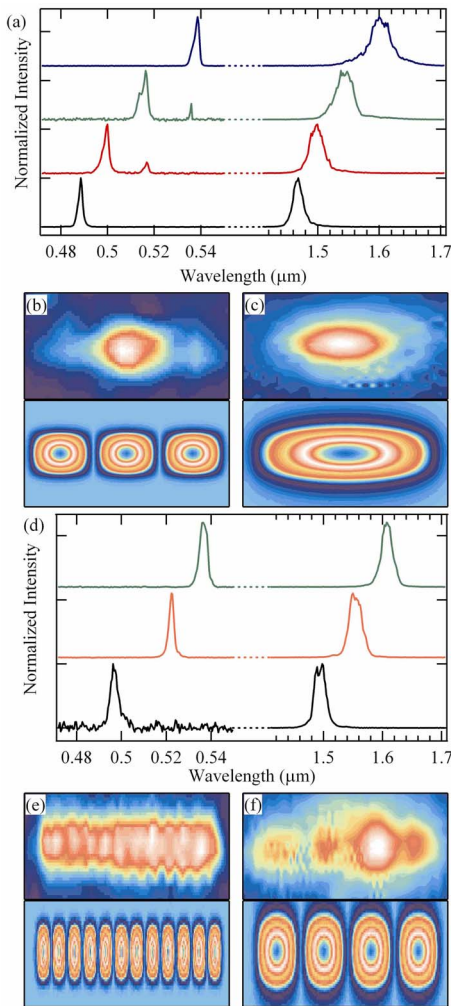 (a)
Normalized Intensity
0.48 0.5 0.52 0.54 1.5 1.6 1.7
Wavelength (μm)
(b) (c)
(d)
Normalized Intensity
0.48 0.5 0.52 0.54 1.5 1.6 1.7
Wavelength (μm)
(e) (f)